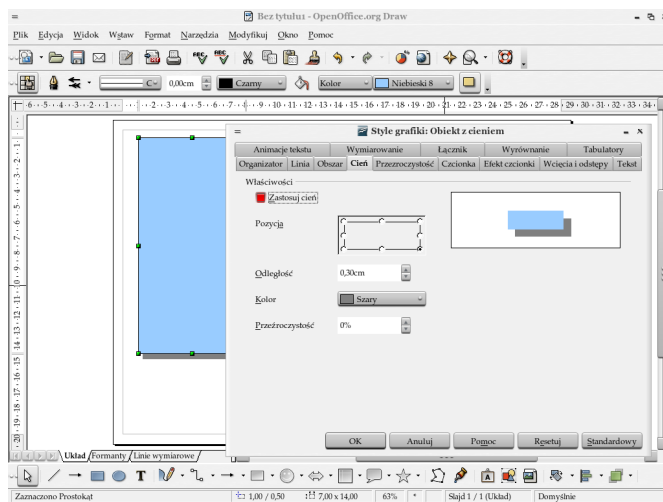 Bez tytułu1 - OpenOffice.org Draw
Plik Edycja Widok Wstaw Format Narzędzia Modyfikuj Okno Pomoc
C~ 0,00cm Czarny Kolor Niebieski 8
Style grafiki: Obiekt z cieniem
Animacje tekstu Wymiarowanie Łącznik Wyrównanie Tabulatory
Organizator Linia Obszar Cień Przezroczystość Czcionka Efekt czcionki Wcięcia i odstępy Tekst
Właściwości
Zastosuj cień
Pozycja
Odległość 0,30cm
Kolor Szary
Przeźroczystość 0%
OK Anuluj Pomoc Resetuj Standardowy
Układ Formanty Linie wymiarowe
Zaznaczono Prostokąt 1,00 / 0,50 7,00 x 14,00 63% * Slajd 1 / 1 (Układ) Domyślnie